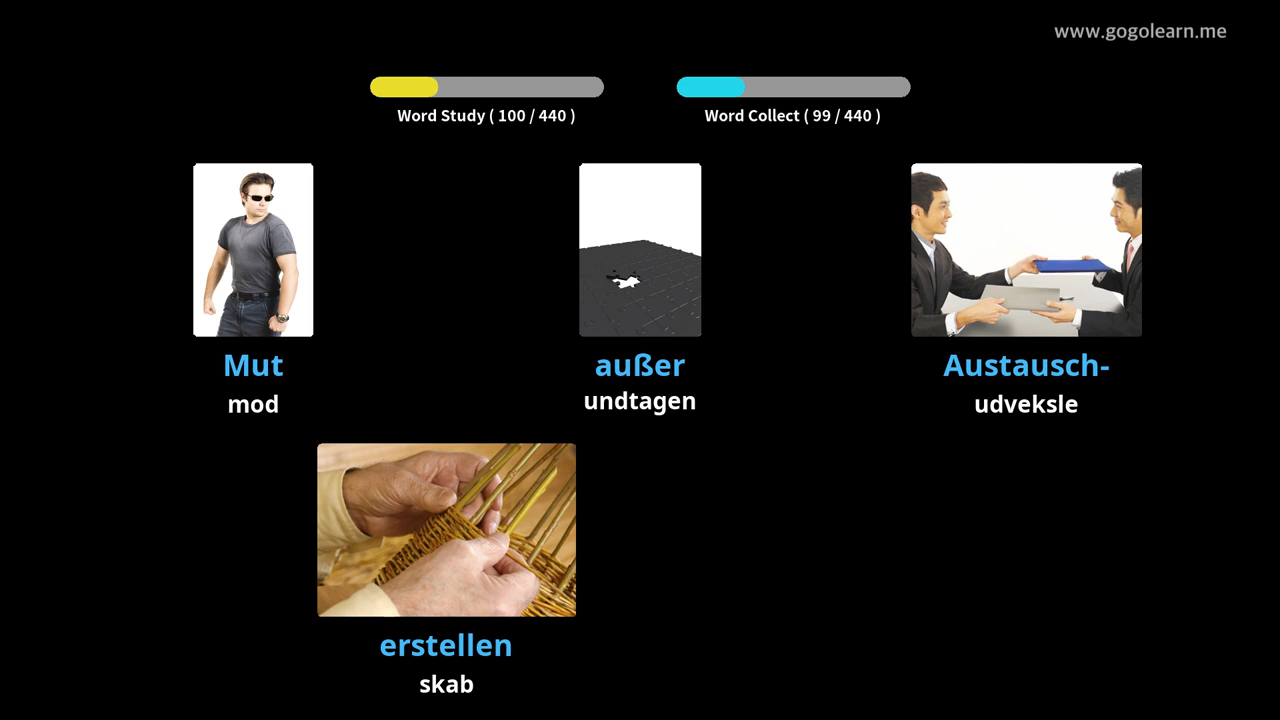 www.gogolearn.me
Word Study ( 100 / 440 )
Word Collect ( 99 / 440 )
Mut
mod
außer
undtagen
Austausch-
udveksle
erstellen
skab